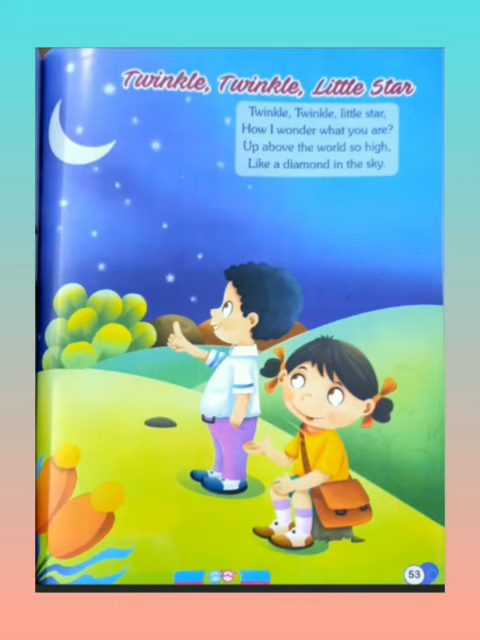 Twinkle, Twinkle, Little Star
Twinkle, Twinkle, little star,
How I wonder what you are?
Up above the world so high,
Like a diamond in the sky.
53